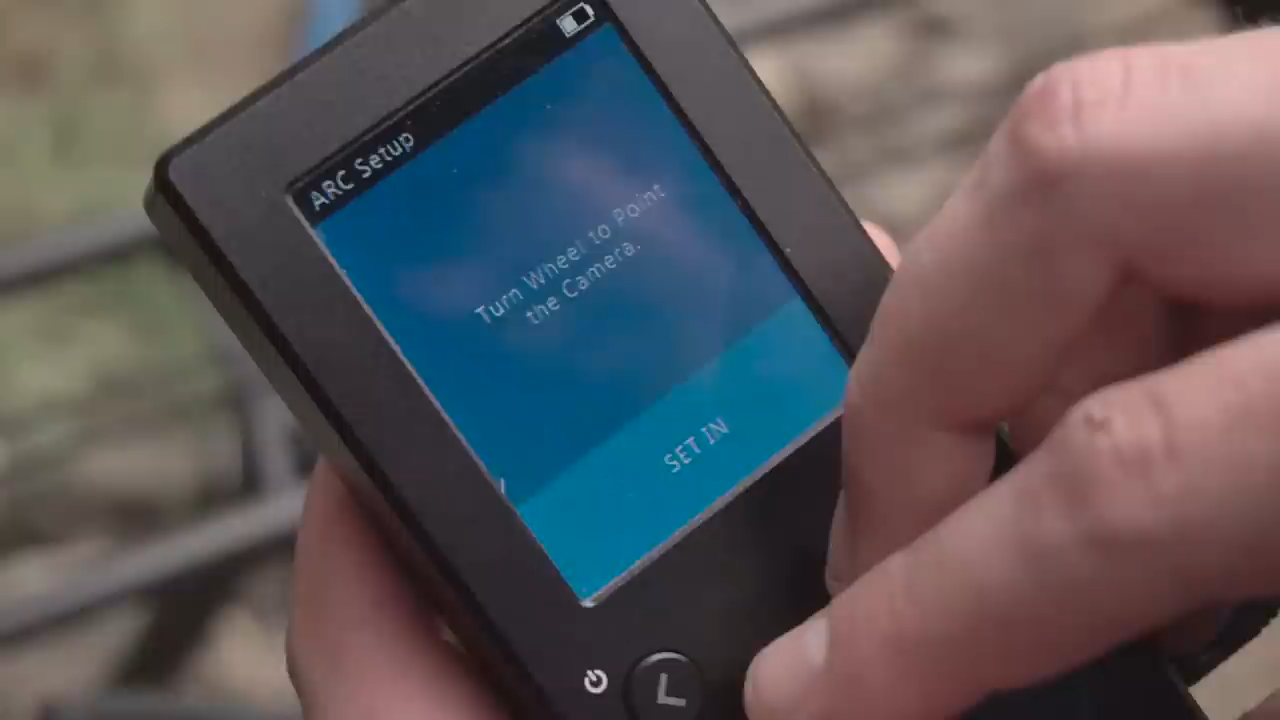 ARC Setup
Turn Wheel to Point
the Camera.
SET IN
L